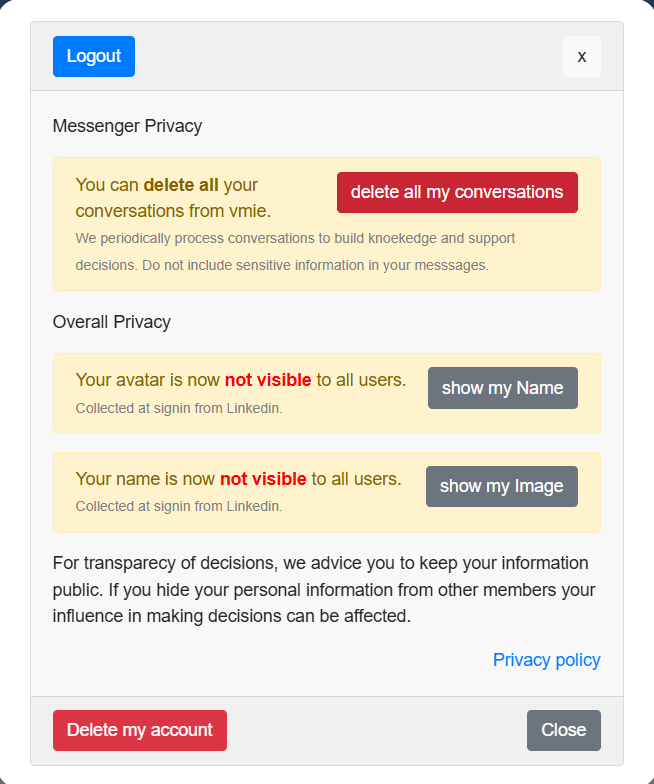 Logout
x
Messenger Privacy
You can delete all your
conversations from vmie.
delete all my conversations
We periodically process conversations to build knoekedge and support
decisions. Do not include sensitive information in your messsages.
Overall Privacy
Your avatar is now not visible to all users.
show my Name
Collected at signin from Linkedin.
Your name is now not visible to all users.
show my Image
Collected at signin from Linkedin.
For transparecy of decisions, we advice you to keep your information
public. If you hide your personal information from other members your
influence in making decisions can be affected.
Privacy policy
Delete my account
Close